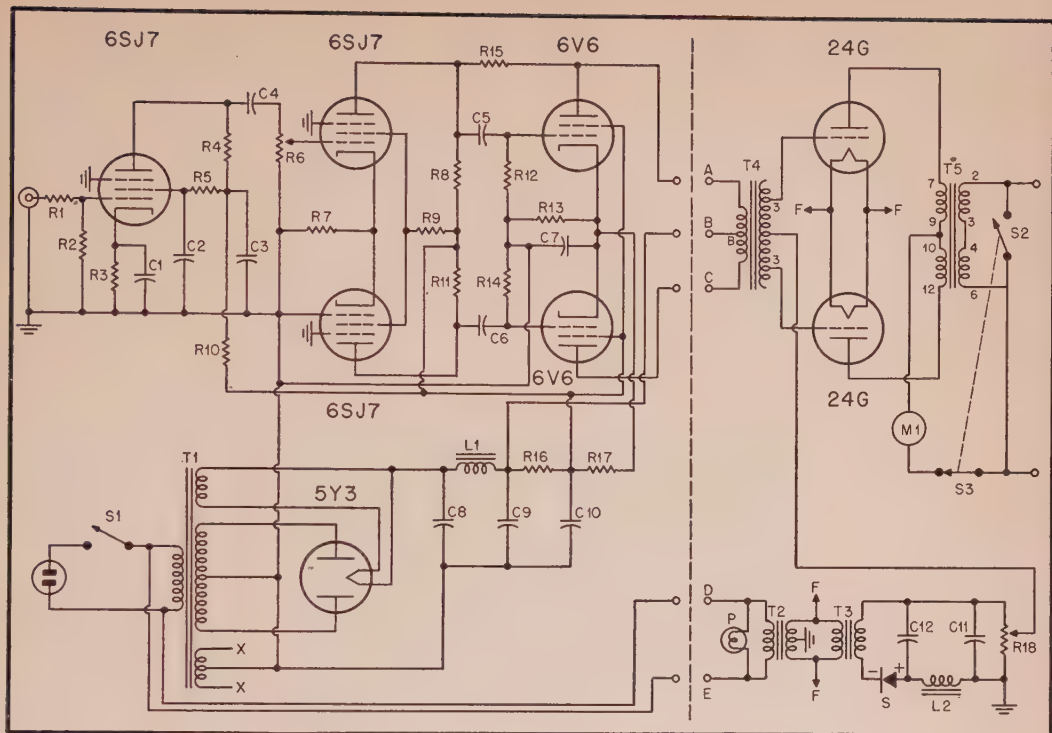 6SJ7
6SJ7
6V6
24G
R15
C4
C5
R4
R6
T4
T5
7
2
R5
R8
R12
A
3
R1
F
F
9
3
S2
R7
R9
R13
B
B
10
4
R2
C2
C3
C7
R3
C1
R11
R14
C
3
12
6
R10
C6
6V6
24G
6SJ7
M1
L1
T1
R16
R17
S3
5Y3
S1
C8
C9
C10
D
F
P
T2
T3
C12
C11
R18
X
- +
X
E
F
S
L2